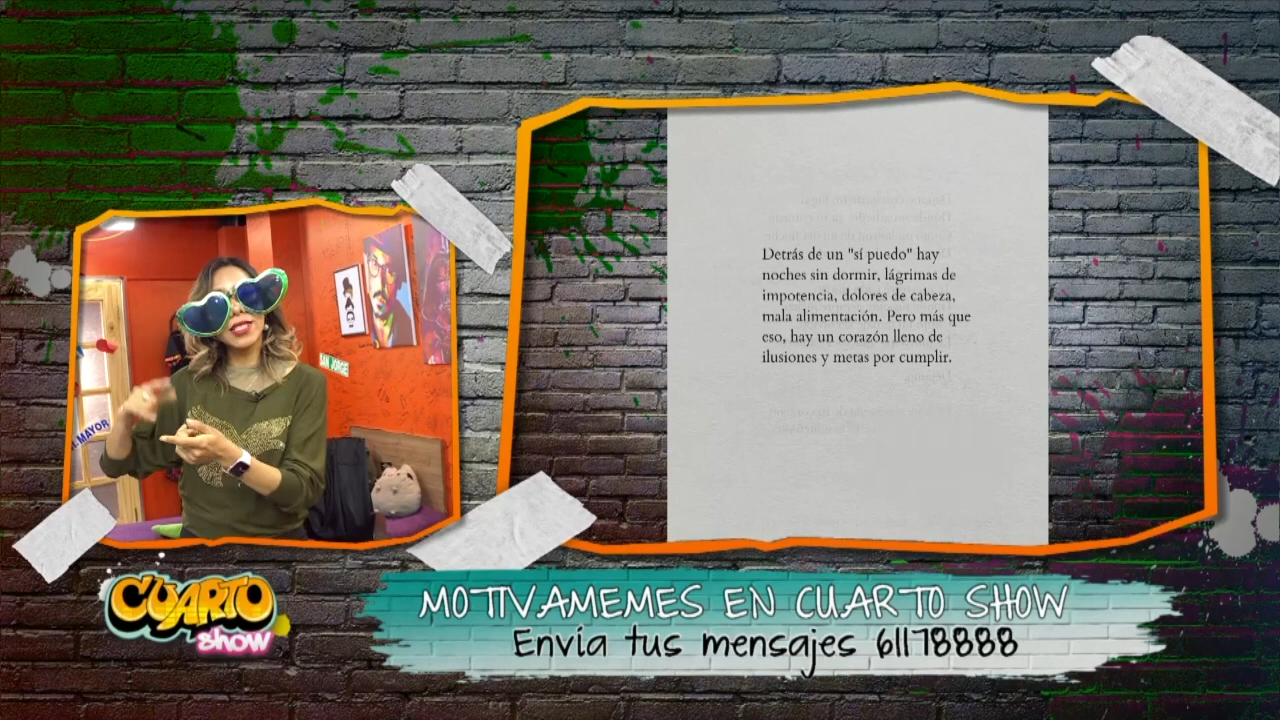 Detrás de un "sí puedo" hay
noches sin dormir, lágrimas de
impotencia, dolores de cabeza,
mala alimentación. Pero más que
eso, hay un corazón lleno de
ilusiones y metas por cumplir.
SAN JORGE
MAYOR
CUARTO
show
MOTIVAMEMES EN CUARTO SHOW
Envía tus mensajes 61178888